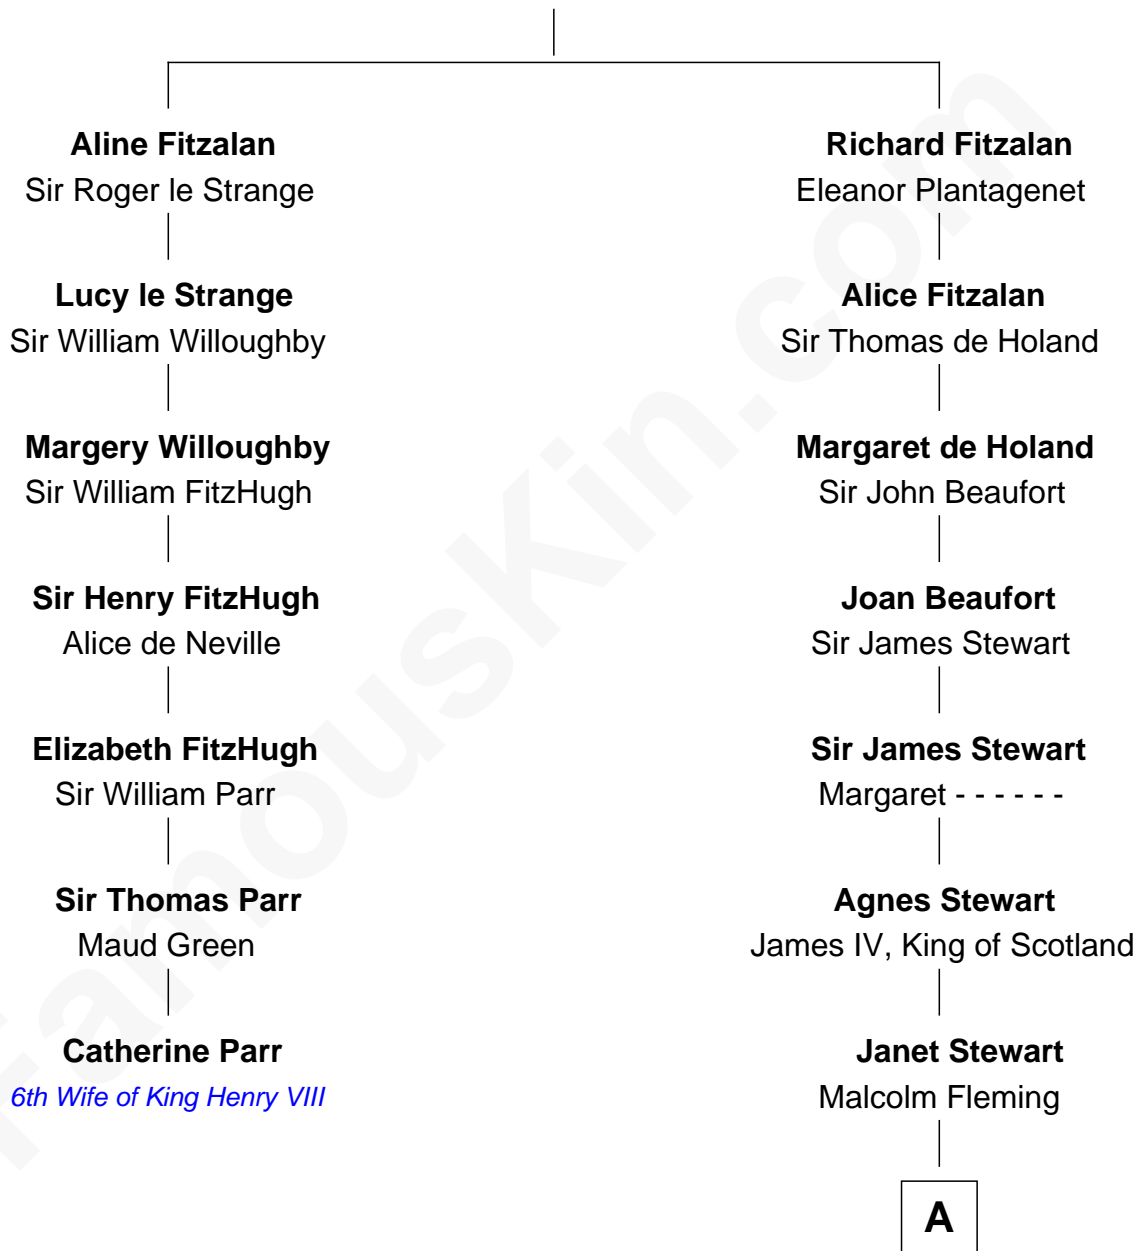 Aline Fitzalan
Sir Roger le Strange
Lucy le Strange
Sir William Willoughby
Margery Willoughby
Sir William FitzHugh
Sir Henry FitzHugh
Alice de Neville
Elizabeth FitzHugh
Sir William Parr
Sir Thomas Parr
Maud Green
Catherine Parr
6th Wife of King Henry VIII
Richard Fitzalan
Eleanor Plantagenet
Alice Fitzalan
Sir Thomas de Holand
Margaret de Holand
Sir John Beaufort
Joan Beaufort
Sir James Stewart
Sir James Stewart
Margaret - - - - - -
Agnes Stewart
James IV, King of Scotland
Janet Stewart
Malcolm Fleming
A
FamousKin.com